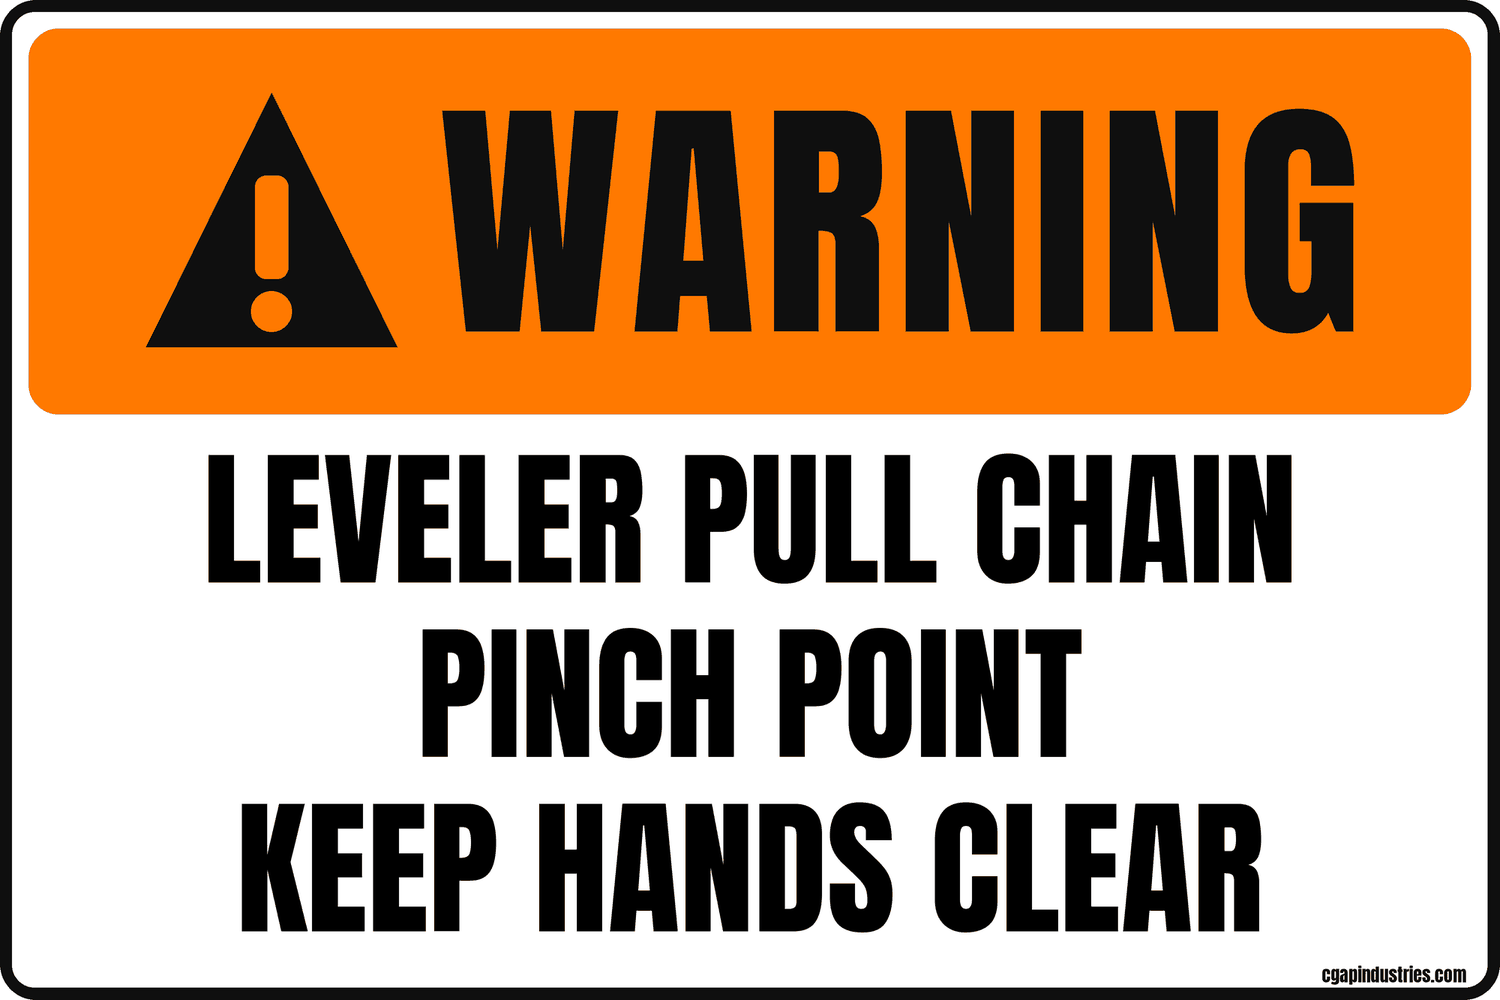 WARNING
LEVELER PULL CHAIN
PINCH POINT
KEEP HANDS CLEAR
cgapindustries.com